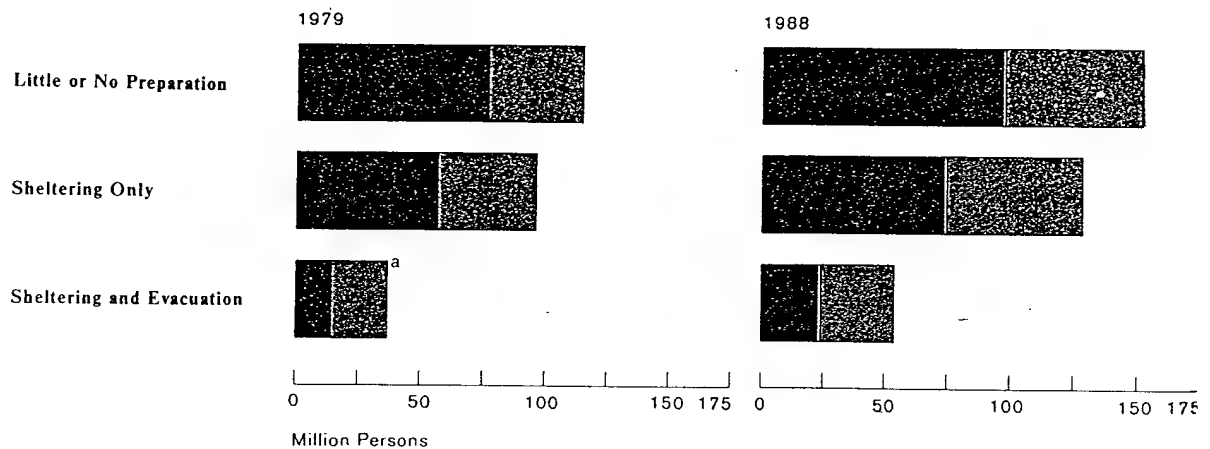 1979
1988
Little or No Preparation
Sheltering Only
a
Sheltering and Evacuation
0 50 100 150 175
0 50 100 150 175
Million Persons